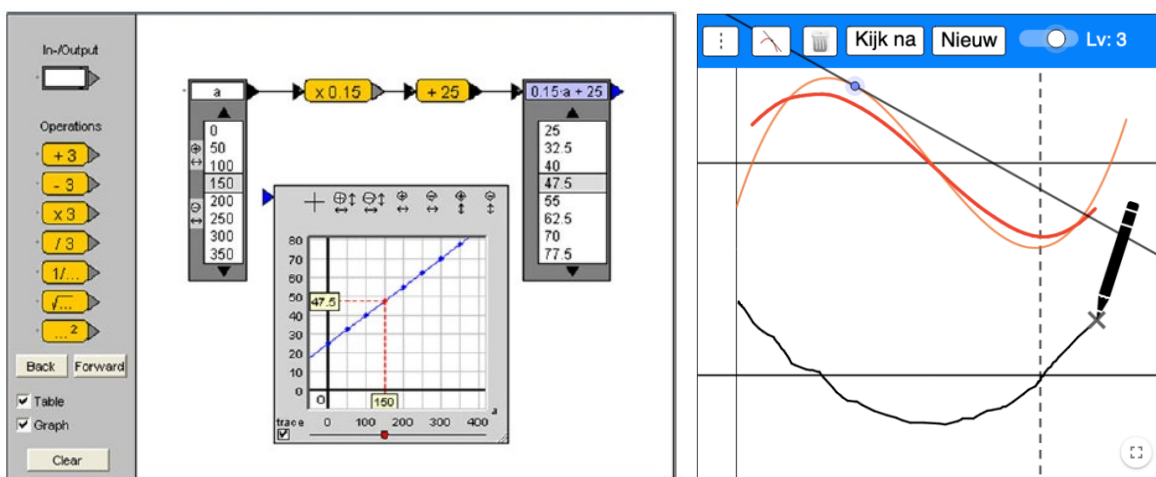 In-/Output
Operations
+ 3
- 3
x 3
/ 3
1/...
√...
...²
Back Forward
Table
Graph
Clear
a
x 0.15
+ 25
0.15·a + 25
0
50
100
150
200
250
300
350
25
32.5
40
47.5
55
62.5
70
77.5
80
70
60
50
47.5
40
30
20
10
0
O
150
a
trace
0 100 200 300 400
Kijk na Nieuw Lv: 3